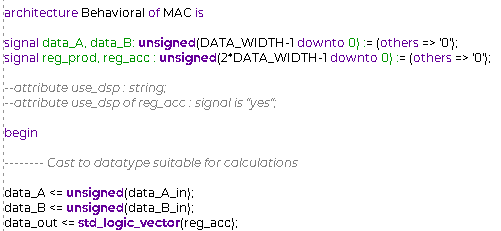 architecture Behavioral of MAC is
signal data_A, data_B: unsigned(DATA_WIDTH-1 downto 0) := (others => '0');
signal reg_prod, reg_acc : unsigned(2*DATA_WIDTH-1 downto 0) := (others => '0');
--attribute use_dsp : string;
--attribute use_dsp of reg_acc : signal is "yes";
begin
-------- Cast to datatype suitable for calculations
data_A <= unsigned(data_A_in);
data_B <= unsigned(data_B_in);
data_out <= std_logic_vector(reg_acc);